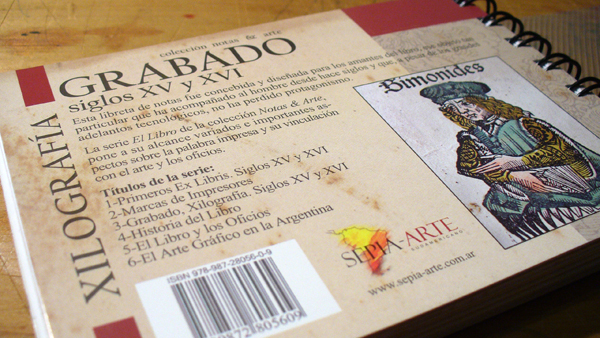 colección notas & arte
GRABADO
siglos XV y XVI
XILOGRAFÍA
Esta libreta de notas fue concebida y diseñada para los amantes del libro, ese objeto tan
particular que ha acompañado al hombre desde hace siglos y que, a pesar de los grandes
adelantos tecnológicos, no ha perdido protagonismo.
La serie El Libro de la colección Notas & Arte,
pone a su alcance variados e importantes as-
pectos sobre la palabra impresa y su vinculación
con el arte y los oficios.
Títulos de la serie:
1-Primeros Ex Libris. Siglos XV y XVI
2-Marcas de Impresores
3-Grabado, Xilografía. Siglos XV y XVI
4-Historia del Libro
5-El Libro y los Oficios
6-El Arte Gráfico en la Argentina
Simonides
SEPIA-ARTE
SUDAMERICANO
www.sepia-arte.com.ar
ISBN 978-987-28056-0-9
872805609